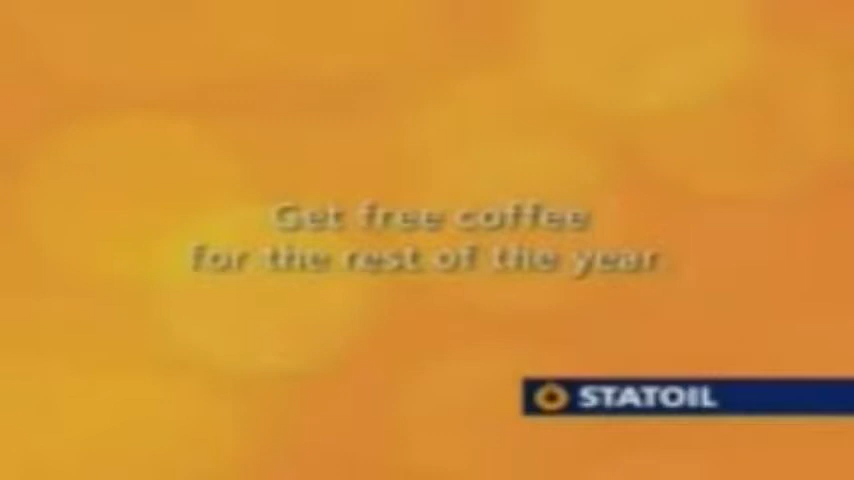 Get free coffee
for the rest of the year
STATOIL